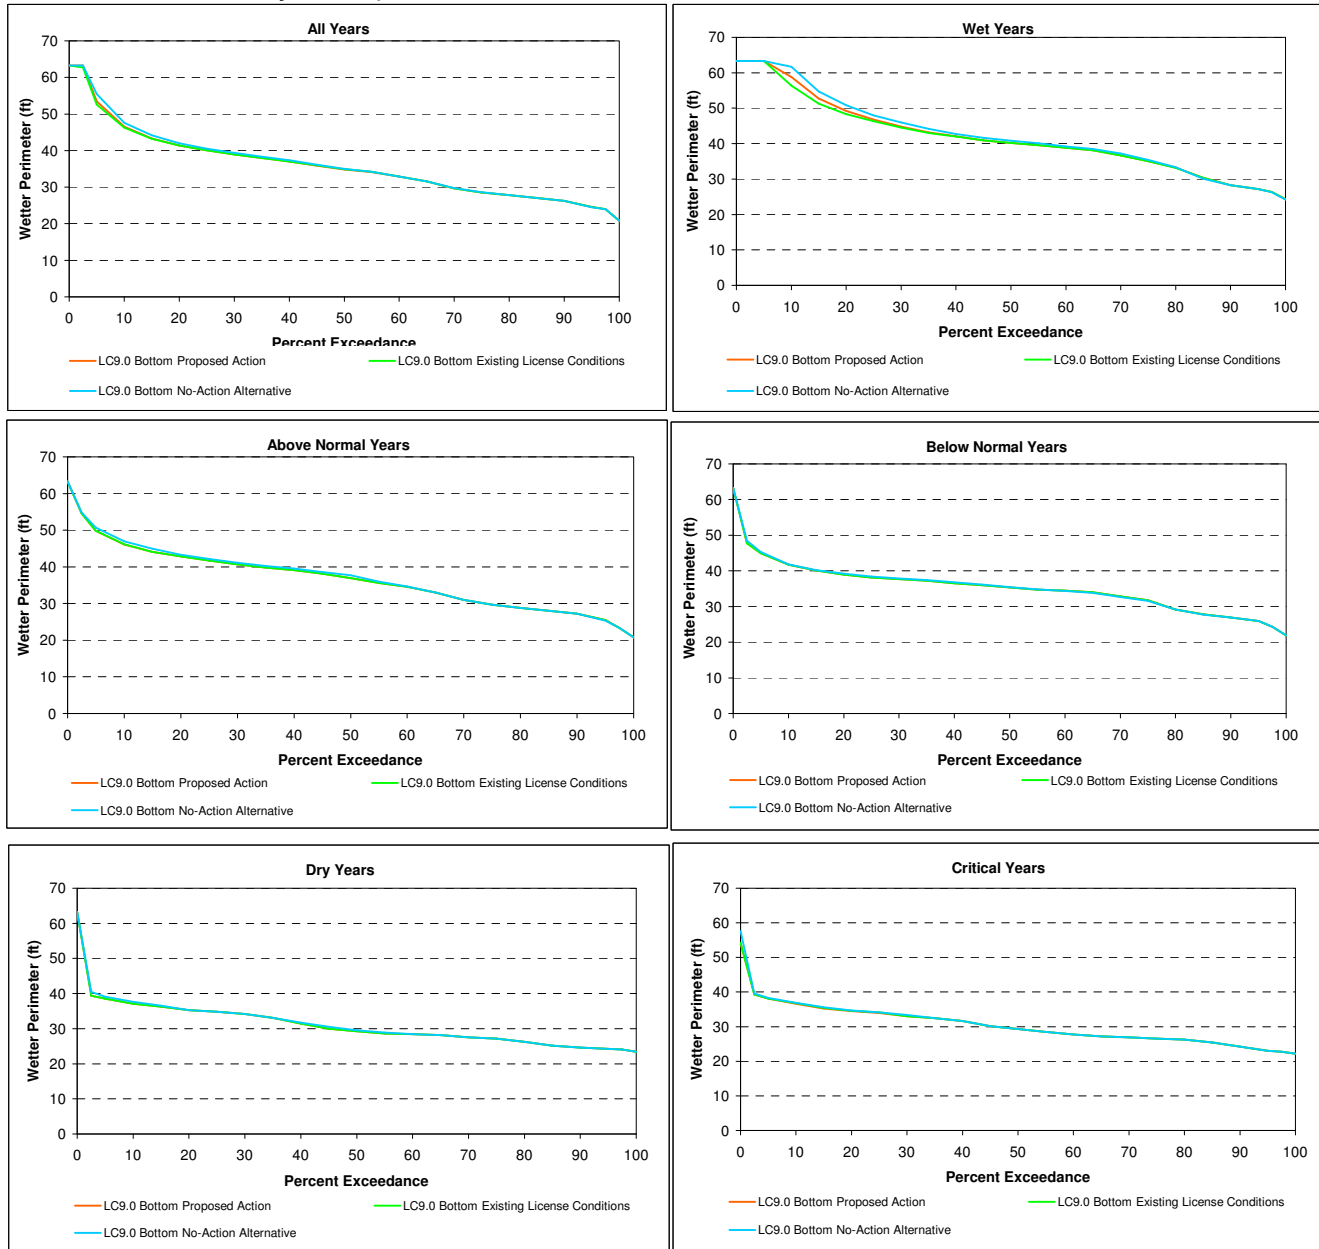 All Years
Wetter Perimeter (ft)
70
60
50
40
30
20
10
0
0 10 20 30 40 50 60 70 80 90 100
Percent Exceedance
LC9.0 Bottom Proposed Action LC9.0 Bottom Existing License Conditions
LC9.0 Bottom No-Action Alternative
Wet Years
Wetter Perimeter (ft)
70
60
50
40
30
20
10
0
0 10 20 30 40 50 60 70 80 90 100
Percent Exceedance
LC9.0 Bottom Proposed Action LC9.0 Bottom Existing License Conditions
LC9.0 Bottom No-Action Alternative
Above Normal Years
Wetter Perimeter (ft)
70
60
50
40
30
20
10
0
0 10 20 30 40 50 60 70 80 90 100
Percent Exceedance
LC9.0 Bottom Proposed Action LC9.0 Bottom Existing License Conditions
LC9.0 Bottom No-Action Alternative
Below Normal Years
Wetter Perimeter (ft)
70
60
50
40
30
20
10
0
0 10 20 30 40 50 60 70 80 90 100
Percent Exceedance
LC9.0 Bottom Proposed Action LC9.0 Bottom Existing License Conditions
LC9.0 Bottom No-Action Alternative
Dry Years
Wetter Perimeter (ft)
70
60
50
40
30
20
10
0
0 10 20 30 40 50 60 70 80 90 100
Percent Exceedance
LC9.0 Bottom Proposed Action LC9.0 Bottom Existing License Conditions
LC9.0 Bottom No-Action Alternative
Critical Years
Wetter Perimeter (ft)
70
60
50
40
30
20
10
0
0 10 20 30 40 50 60 70 80 90 100
Percent Exceedance
LC9.0 Bottom Proposed Action LC9.0 Bottom Existing License Conditions
LC9.0 Bottom No-Action Alternative